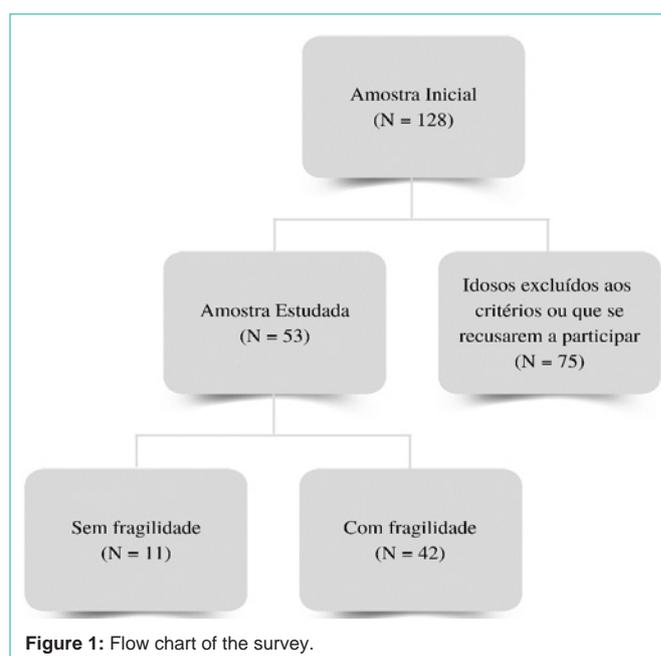 Amostra Inicial
(N = 128)
Amostra Estudada
(N = 53)
Idosos excluídos aos
critérios ou que se
recusarem a participar
(N = 75)
Sem fragilidade
(N = 11)
Com fragilidade
(N = 42)
Figure 1: Flow chart of the survey.